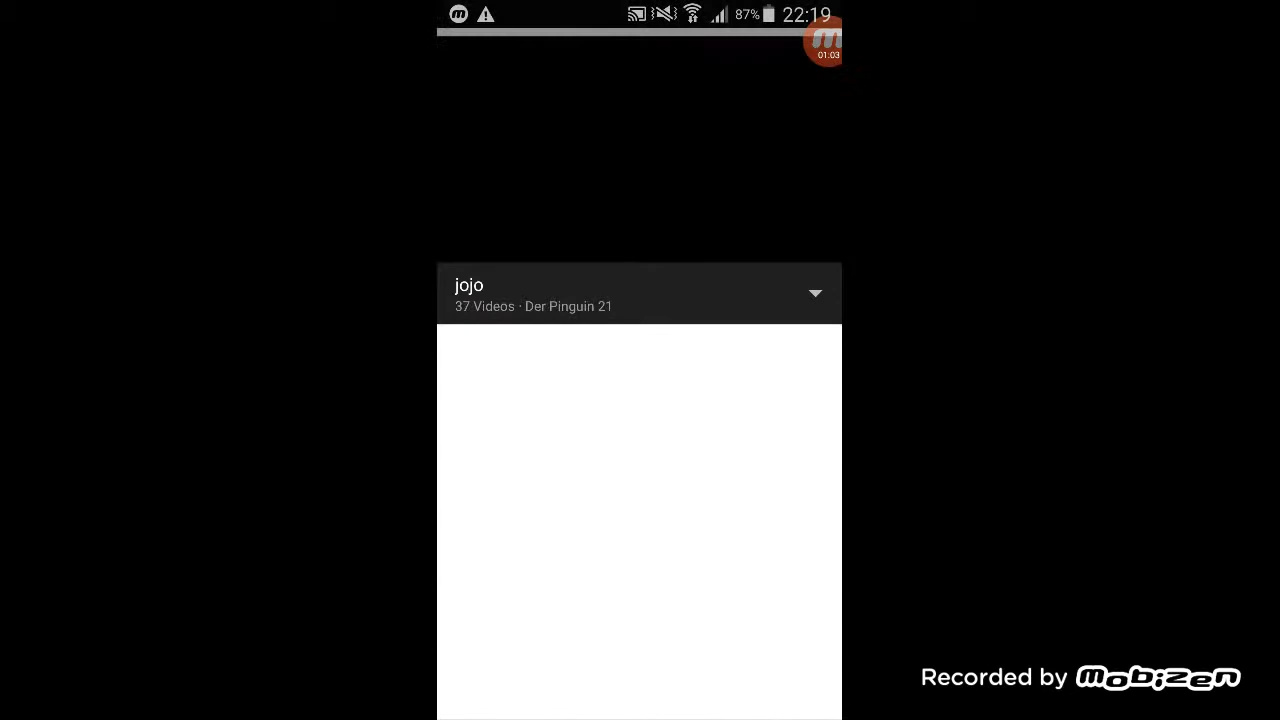 87% 22:19
01:03
jojo
37 Videos · Der Pinguin 21
Recorded by mobizen